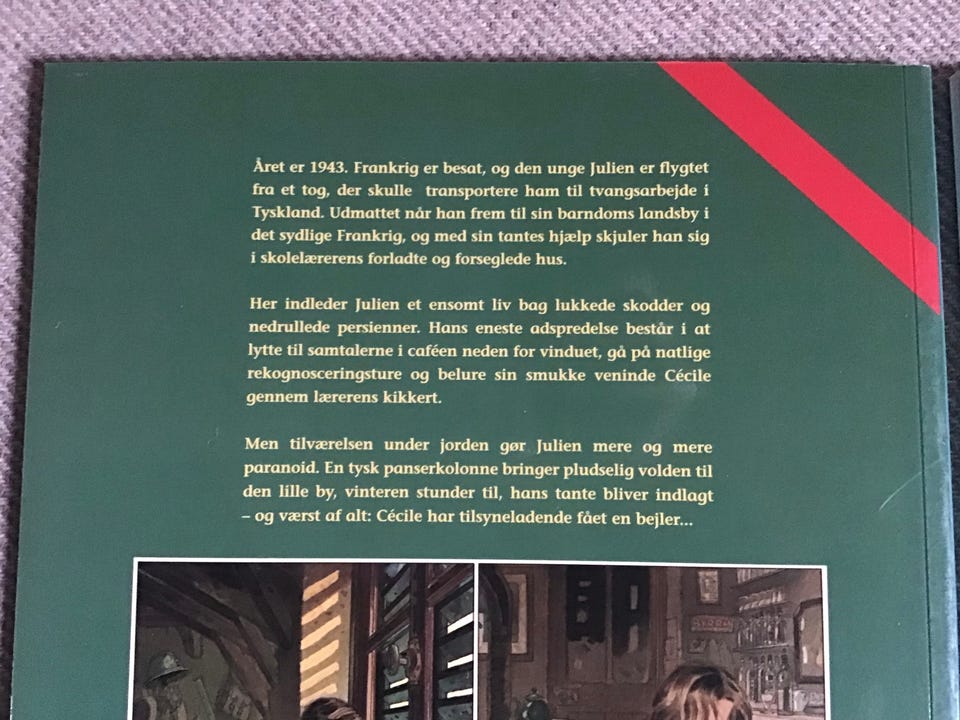 Året er 1943. Frankrig er besat, og den unge Julien er flygtet
fra et tog, der skulle transportere ham til tvangsarbejde i
Tyskland. Udmattet når han frem til sin barndoms landsby i
det sydlige Frankrig, og med sin tantes hjælp skjuler han sig
i skolelærerens forladte og forseglede hus.
Her indleder Julien et ensomt liv bag lukkede skodder og
nedrullede persienner. Hans eneste adspredelse består i at
lytte til samtalerne i caféen neden for vinduet, gå på natlige
rekognosceringsture og belure sin smukke veninde Cécile
gennem lærerens kikkert.
Men tilværelsen under jorden gør Julien mere og mere
paranoid. En tysk panserkolonne bringer pludselig volden til
den lille by, vinteren stunder til, hans tante bliver indlagt
– og værst af alt: Cécile har tilsyneladende fået en bejler...
BYRRH